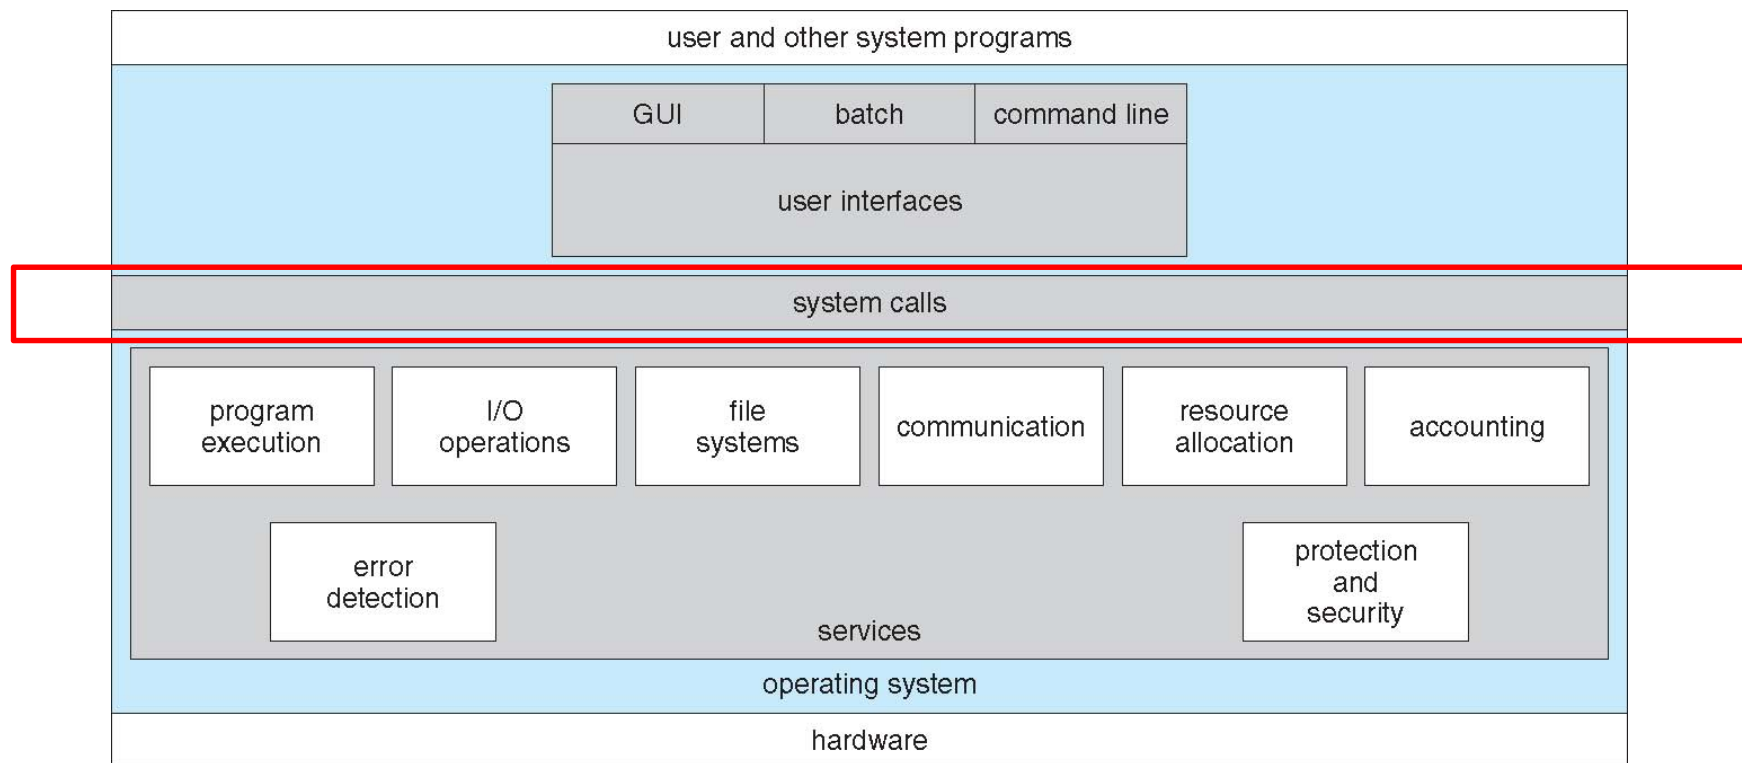 user and other system programs
GUI
batch
command line
user interfaces
system calls
program
execution
I/O
operations
file
systems
communication
resource
allocation
accounting
error
detection
protection
and
security
services
operating system
hardware